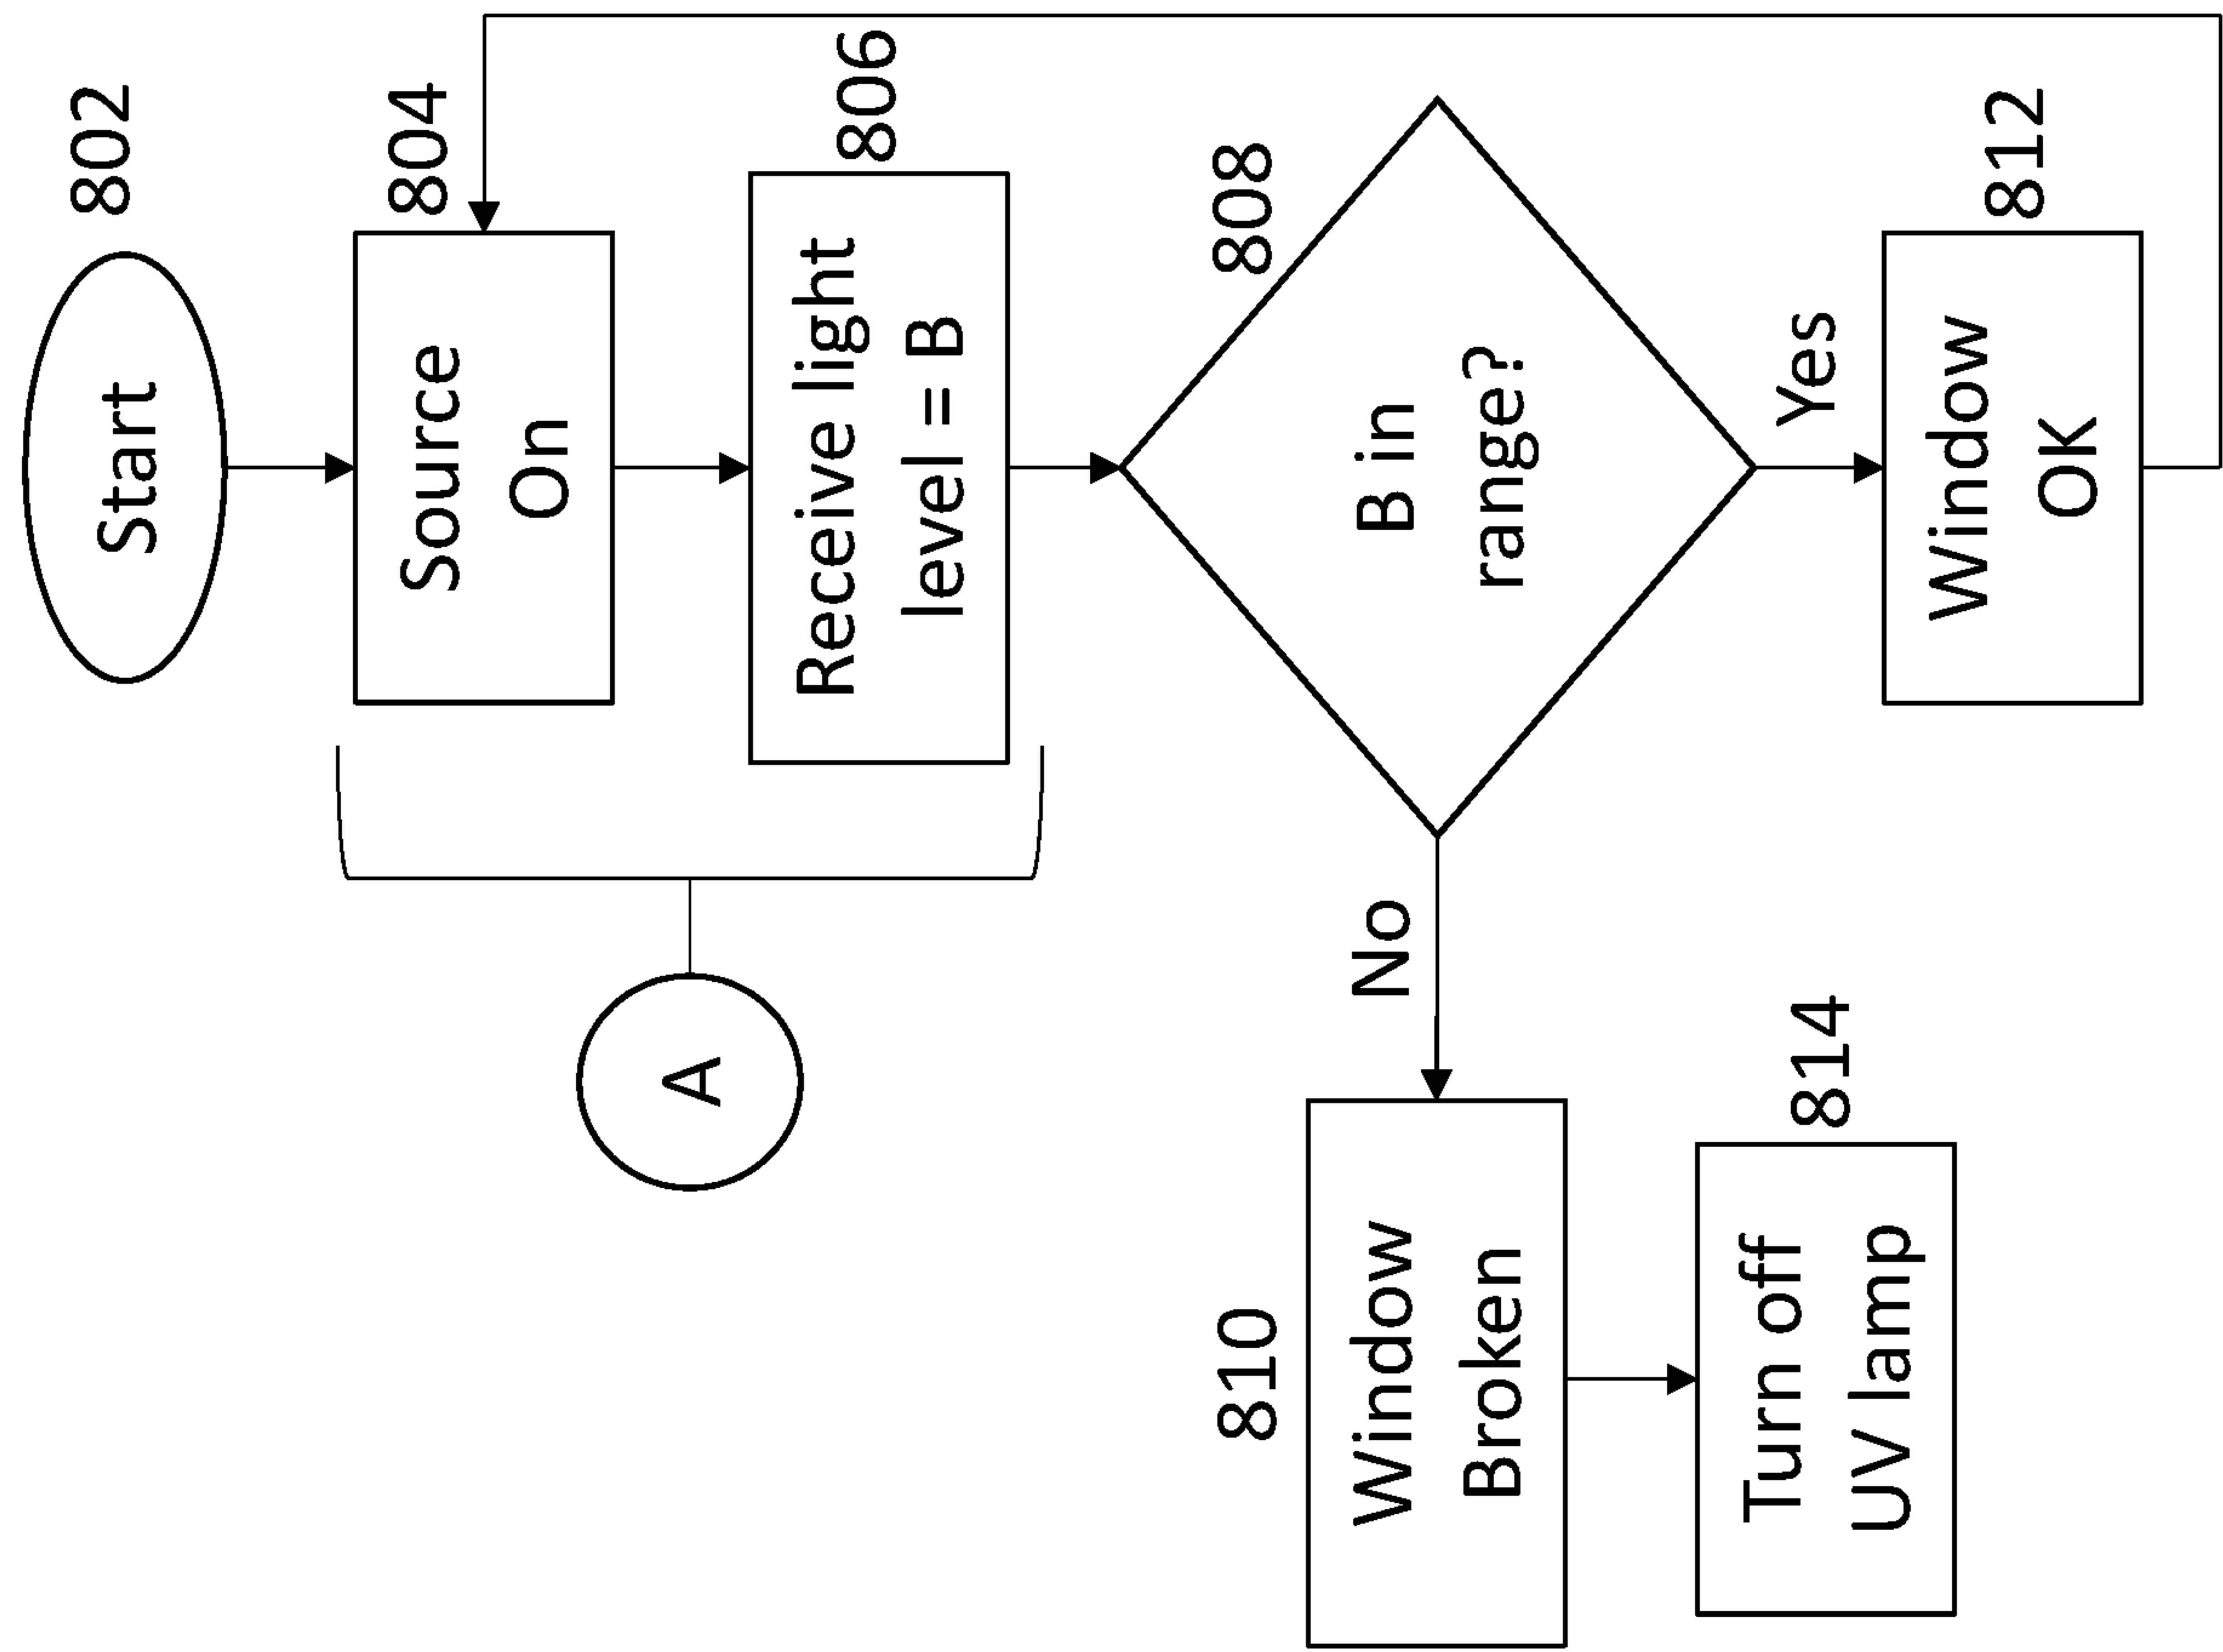 802
Start
804
Source
On
806
Receive light
level = B
A
808
B in
range?
No
Yes
810
Window
Broken
812
Window
OK
814
Turn off
UV lamp